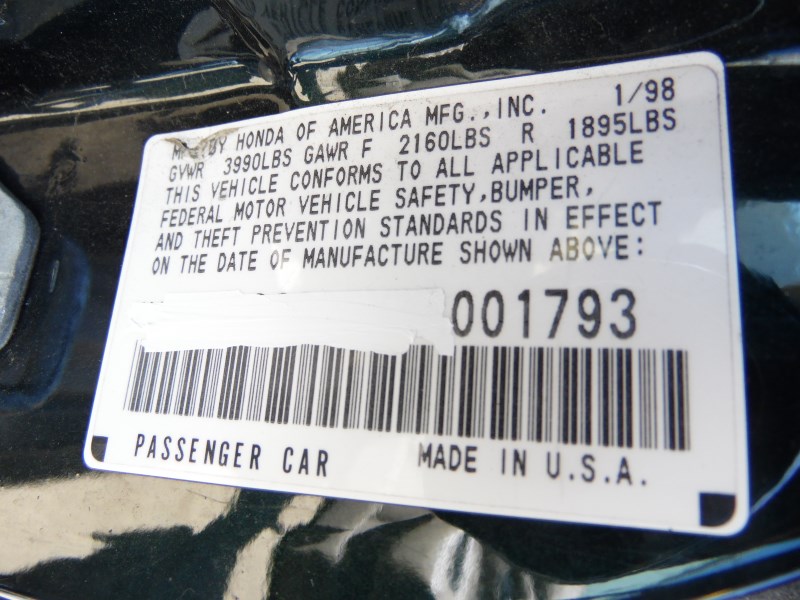 MFG. BY HONDA OF AMERICA MFG.,INC. 1/98
GVWR 3990LBS GAWR F 2160LBS R 1895LBS
THIS VEHICLE CONFORMS TO ALL APPLICABLE
FEDERAL MOTOR VEHICLE SAFETY,BUMPER,
AND THEFT PREVENTION STANDARDS IN EFFECT
ON THE DATE OF MANUFACTURE SHOWN ABOVE:
001793
PASSENGER CAR MADE IN U.S.A.